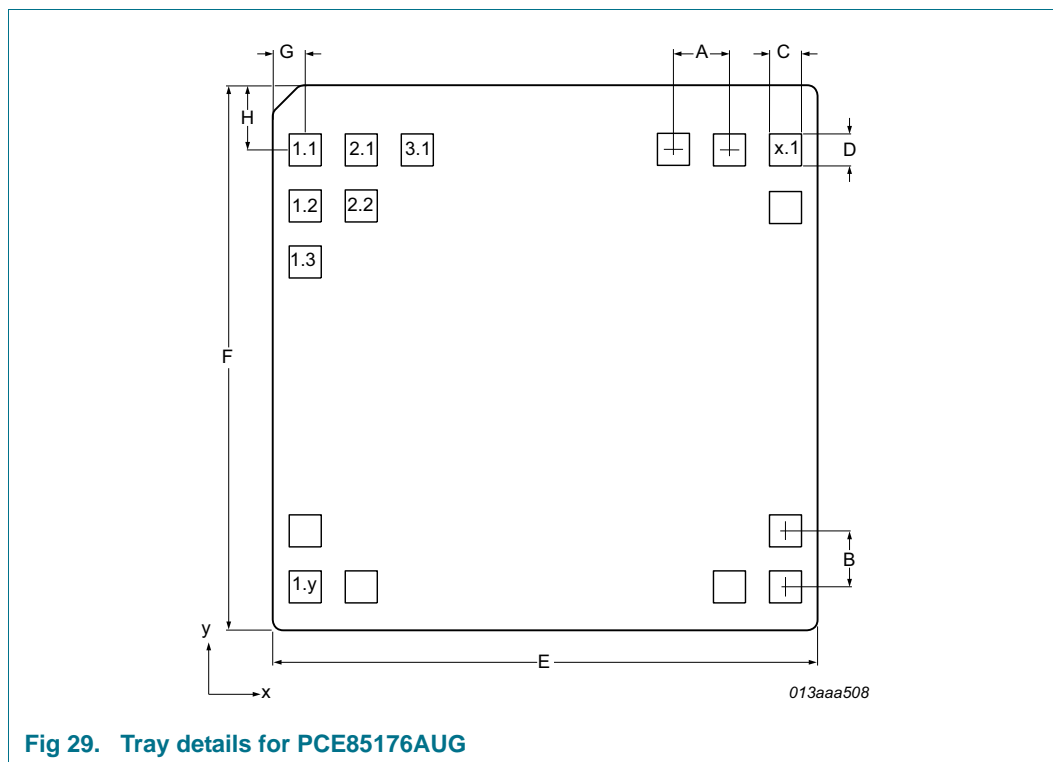 G
A
C
H
1.1 2.1 3.1
x.1
D
1.2 2.2
1.3
F
B
1.y
y
E
x
013aaa508
Fig 29. Tray details for PCE85176AUG